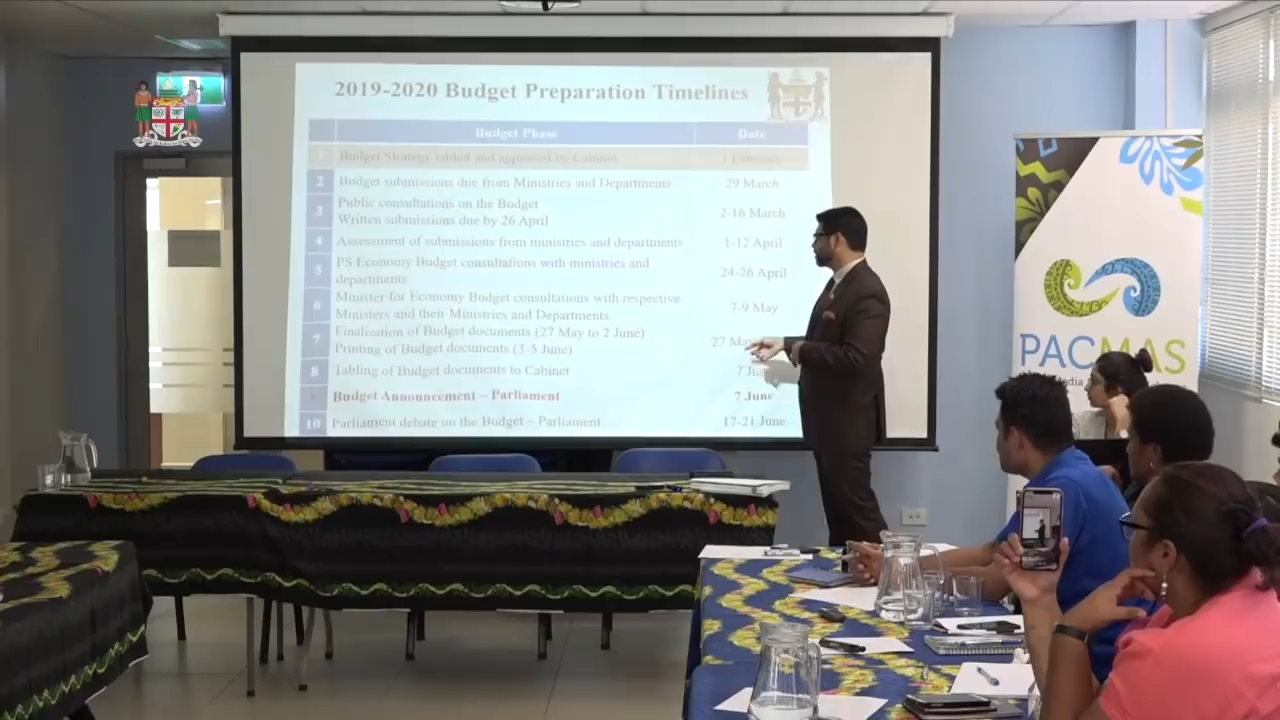 2019-2020 Budget Preparation Timelines
Budget Phase Date
Budget Strategy tabled and approved by Cabinet 1
2 Budget submissions due from Ministries and Departments 29 March
3 Public consultations on the Budget
Written submissions due by 26 April 2-16 March
4 Assessment of submissions from ministries and departments 1-12 April
5 PS Economy Budget consultations with ministries and
departments 24-26 April
6 Minister for Economy Budget consultations with respective
Ministers and their Ministries and Departments 7-9 May
7 Finalisation of Budget documents (27 May to 2 June)
Printing of Budget documents (3-5 June) 27 May
8 Tabling of Budget documents to Cabinet 7
Budget Announcement – Parliament 7 June
10 Parliament debate on the Budget – Parliament 17-21 June
PACMAS
Media